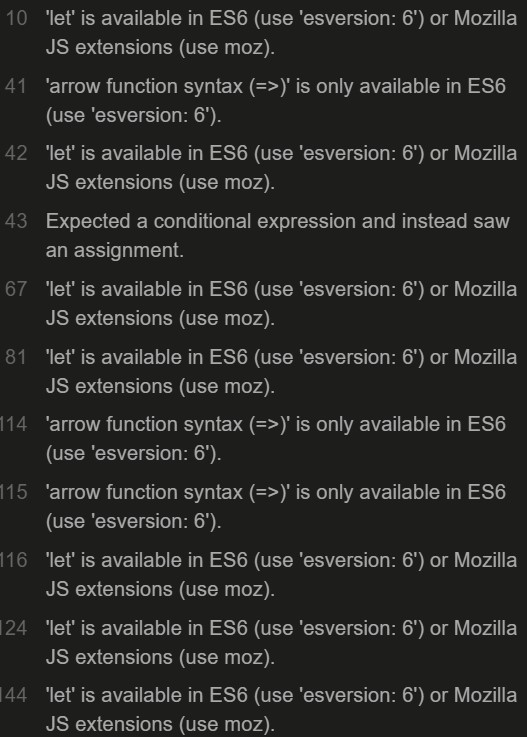 10 'let' is available in ES6 (use 'esversion: 6') or Mozilla
JS extensions (use moz).
41 'arrow function syntax (=>)' is only available in ES6
(use 'esversion: 6').
42 'let' is available in ES6 (use 'esversion: 6') or Mozilla
JS extensions (use moz).
43 Expected a conditional expression and instead saw
an assignment.
67 'let' is available in ES6 (use 'esversion: 6') or Mozilla
JS extensions (use moz).
81 'let' is available in ES6 (use 'esversion: 6') or Mozilla
JS extensions (use moz).
114 'arrow function syntax (=>)' is only available in ES6
(use 'esversion: 6').
115 'arrow function syntax (=>)' is only available in ES6
(use 'esversion: 6').
116 'let' is available in ES6 (use 'esversion: 6') or Mozilla
JS extensions (use moz).
124 'let' is available in ES6 (use 'esversion: 6') or Mozilla
JS extensions (use moz).
144 'let' is available in ES6 (use 'esversion: 6') or Mozilla
JS extensions (use moz).